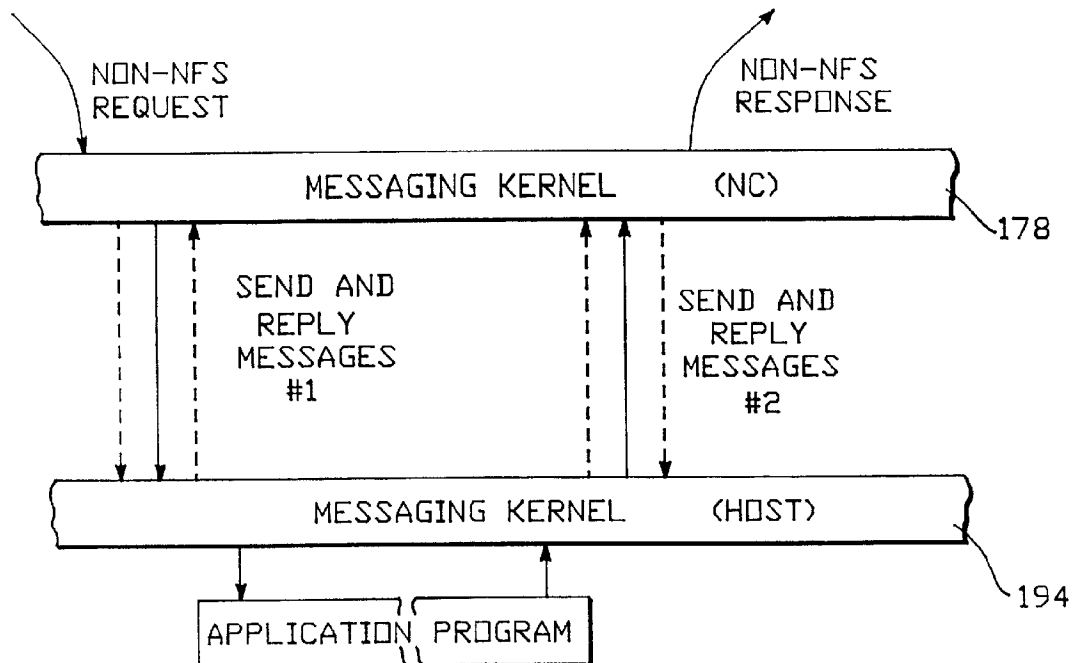 NON-NFS
REQUEST
NON-NFS
RESPONSE
MESSAGING KERNEL (NC)
178
SEND AND
REPLY
MESSAGES
#1
SEND AND
REPLY
MESSAGES
#2
MESSAGING KERNEL (HOST)
194
APPLICATION PROGRAM